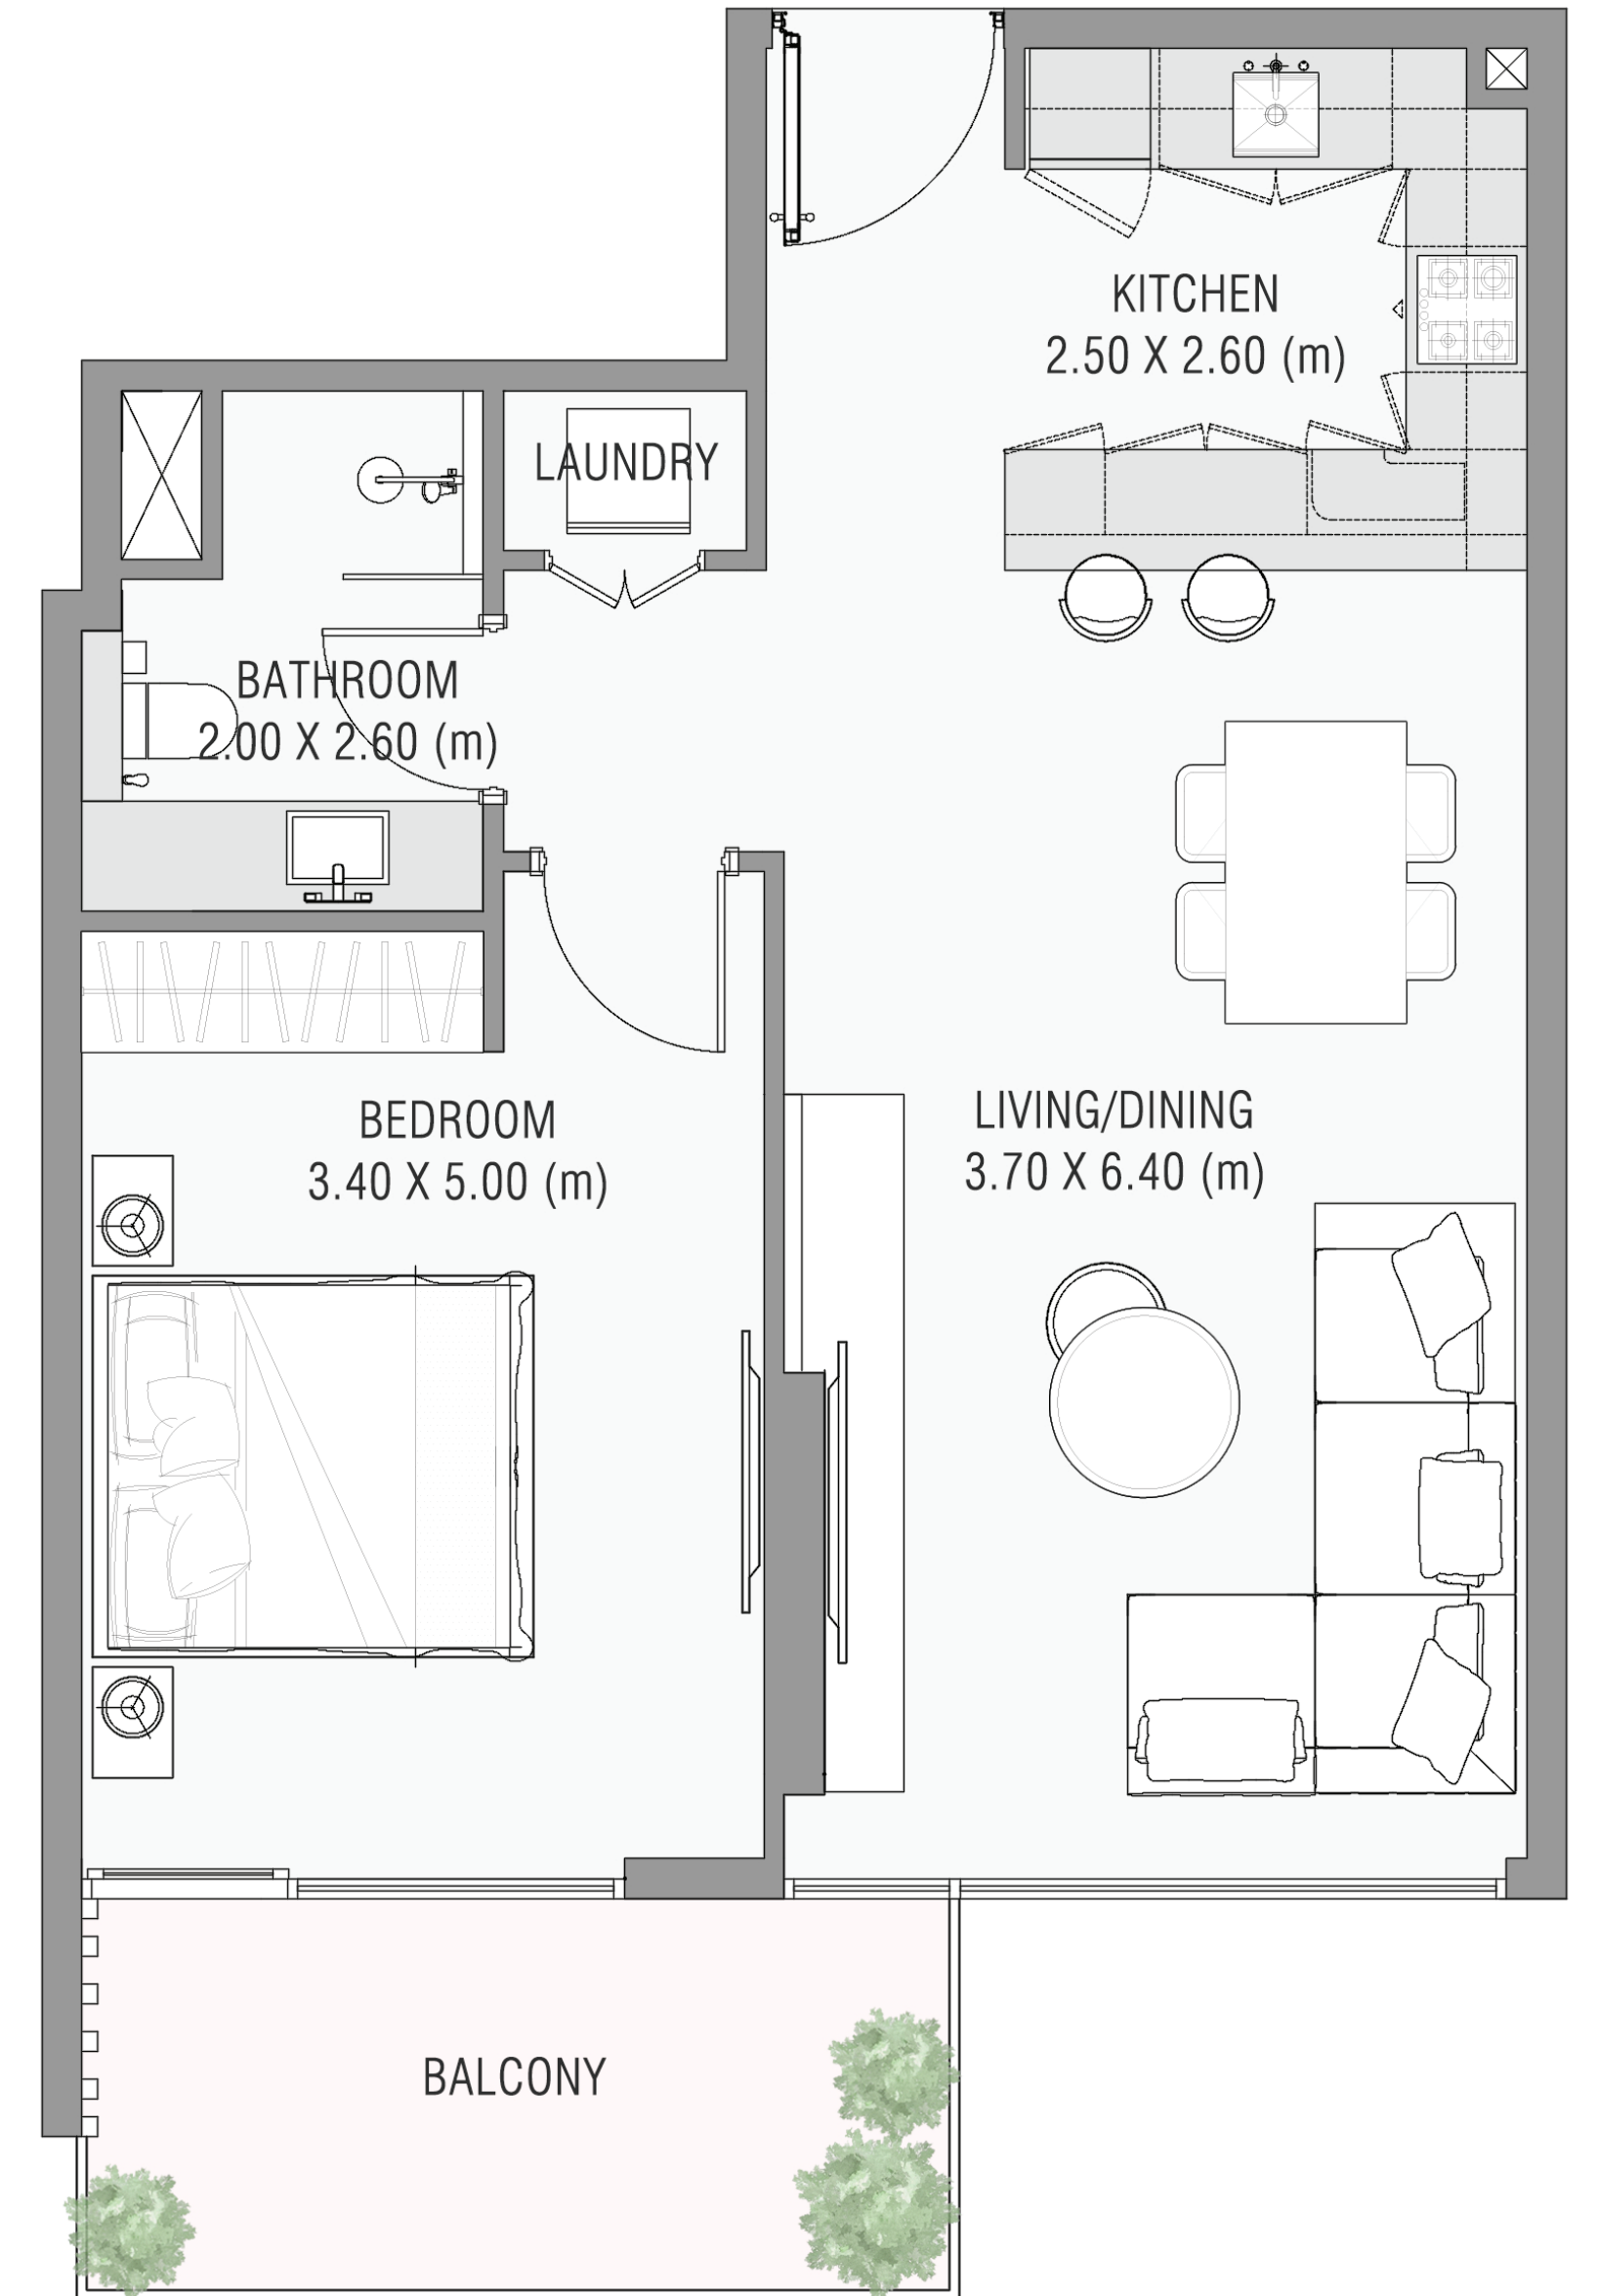 KITCHEN
2.50 X 2.60 (m)
LAUNDRY
BATHROOM
2.00 X 2.60 (m)
BEDROOM
3.40 X 5.00 (m)
LIVING/DINING
3.70 X 6.40 (m)
BALCONY